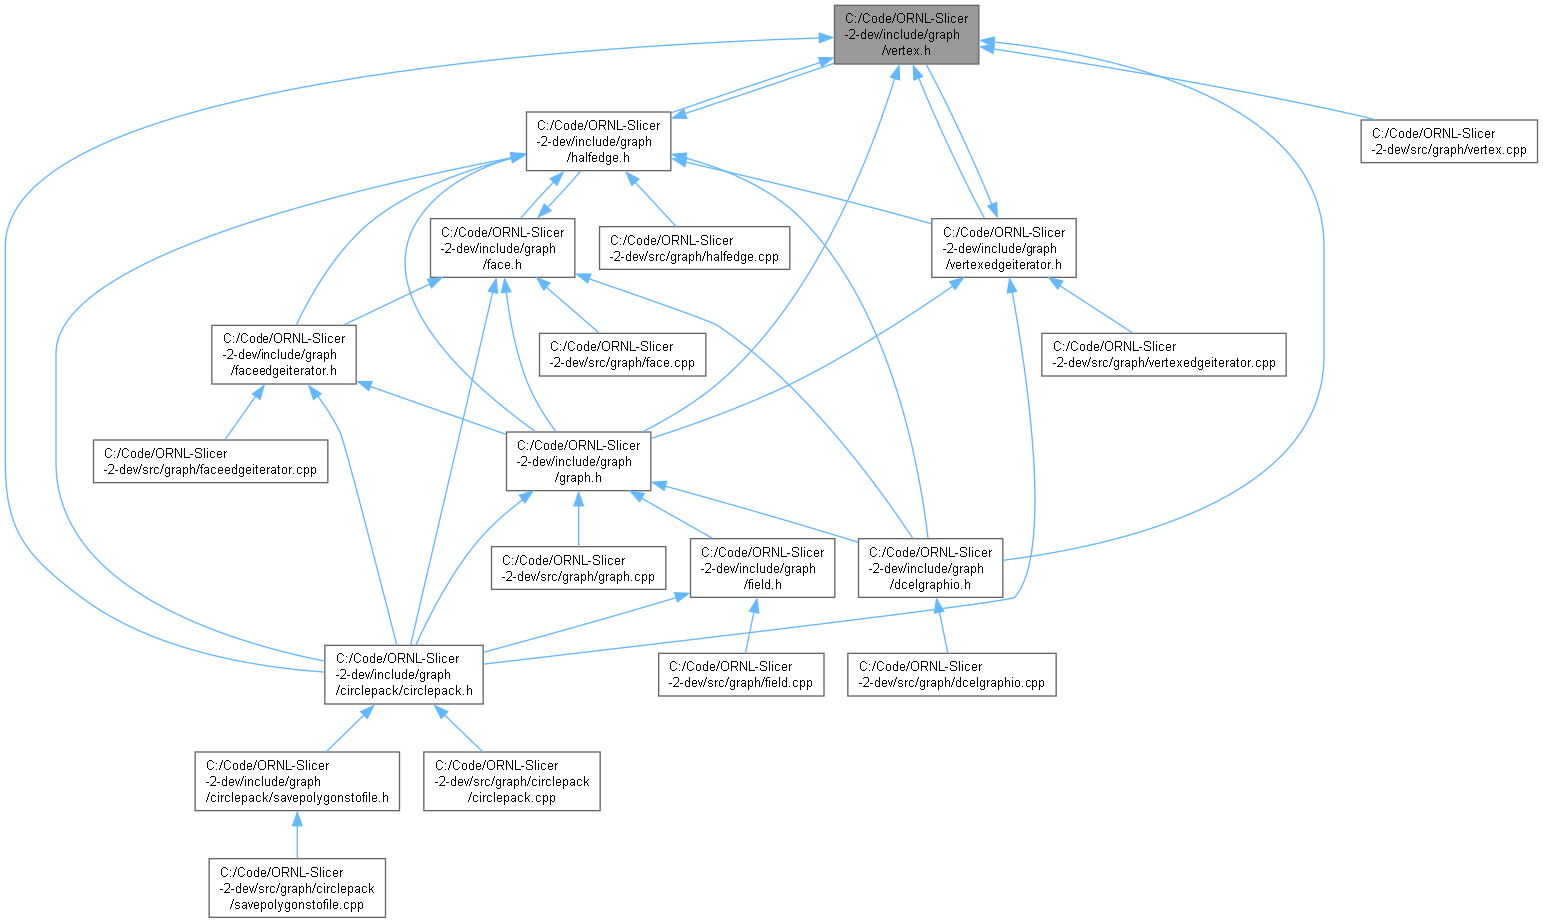 C:/Code/ORNL-Slicer
-2-dev/include/graph
/vertex.h
C:/Code/ORNL-Slicer
-2-dev/include/graph
/halfedge.h
C:/Code/ORNL-Slicer
-2-dev/src/graph/vertex.cpp
C:/Code/ORNL-Slicer
-2-dev/include/graph
/face.h
C:/Code/ORNL-Slicer
-2-dev/src/graph/halfedge.cpp
C:/Code/ORNL-Slicer
-2-dev/include/graph
/vertexedgeiterator.h
C:/Code/ORNL-Slicer
-2-dev/include/graph
/faceedgeiterator.h
C:/Code/ORNL-Slicer
-2-dev/src/graph/face.cpp
C:/Code/ORNL-Slicer
-2-dev/src/graph/vertexedgeiterator.cpp
C:/Code/ORNL-Slicer
-2-dev/src/graph/faceedgeiterator.cpp
C:/Code/ORNL-Slicer
-2-dev/include/graph
/graph.h
C:/Code/ORNL-Slicer
-2-dev/src/graph/graph.cpp
C:/Code/ORNL-Slicer
-2-dev/include/graph
/field.h
C:/Code/ORNL-Slicer
-2-dev/include/graph
/dcelgraphio.h
C:/Code/ORNL-Slicer
-2-dev/include/graph
/circlepack/circlepack.h
C:/Code/ORNL-Slicer
-2-dev/src/graph/field.cpp
C:/Code/ORNL-Slicer
-2-dev/src/graph/dcelgraphio.cpp
C:/Code/ORNL-Slicer
-2-dev/include/graph
/circlepack/savepolygonstofile.h
C:/Code/ORNL-Slicer
-2-dev/src/graph/circlepack
/circlepack.cpp
C:/Code/ORNL-Slicer
-2-dev/src/graph/circlepack
/savepolygonstofile.cpp